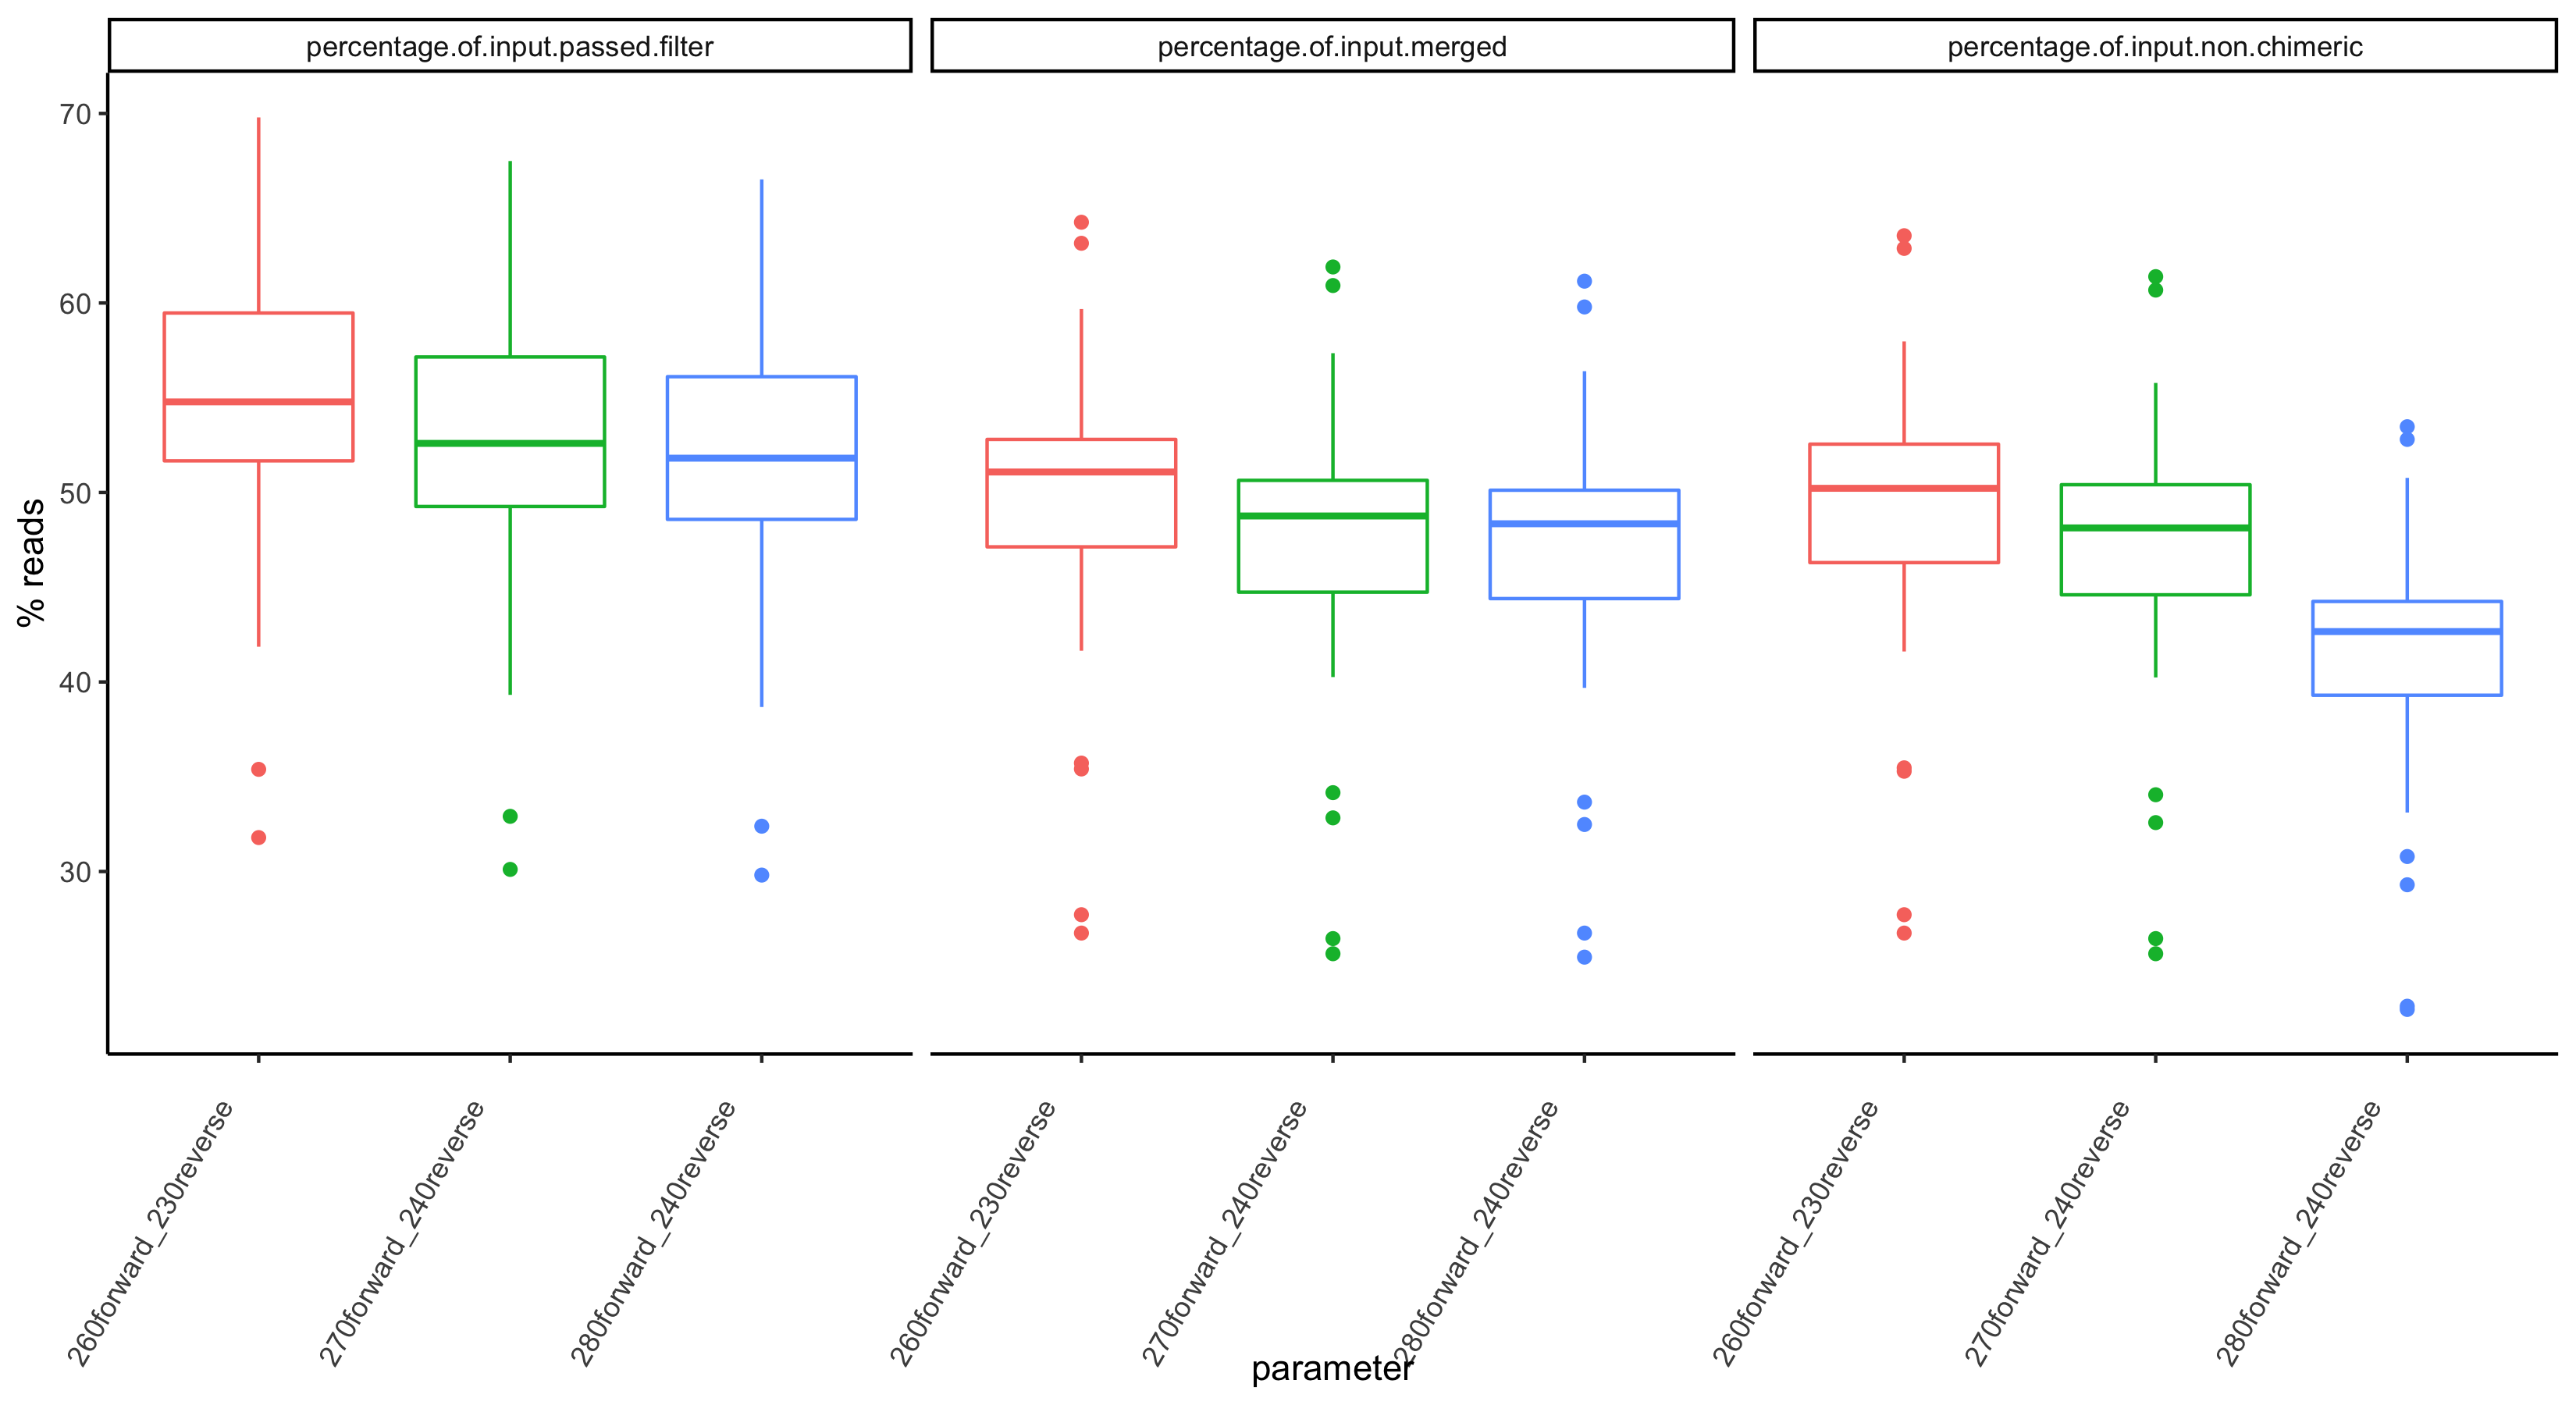 percentage.of.input.passed.filter
percentage.of.input.merged
percentage.of.input.non.chimeric
% reads
70
60
50
40
30
260forward_230reverse
270forward_240reverse
280forward_240reverse
260forward_230reverse
270forward_240reverse
280forward_240reverse
260forward_230reverse
270forward_240reverse
280forward_240reverse
parameter